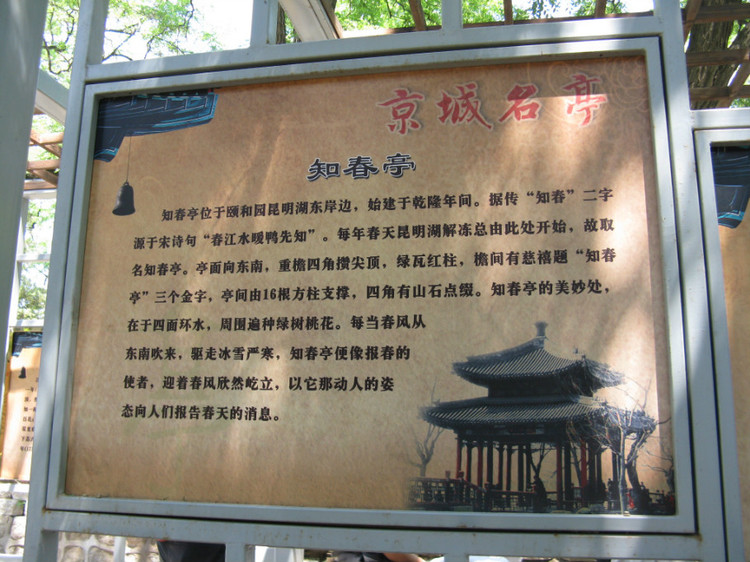 京城名亭
知春亭
知春亭位于颐和园昆明湖东岸边，始建于乾隆年间。据传“知春”二字
源于宋诗句“春江水暖鸭先知”。每年春天昆明湖解冻总由此处开始，故取
名知春亭。亭面向东南，重檐四角攒尖顶，绿瓦红柱，檐间有慈禧题“知春
亭”三个金字，亭间由16根方柱支撑，四角有山石点缀。知春亭的美妙处，
在于四面环水，周围遍种绿树桃花。每当春风从
东南吹来，驱走冰雪严寒，知春亭便像报春的
使者，迎着春风欣然屹立，以它那动人的姿
态向人们报告春天的消息。